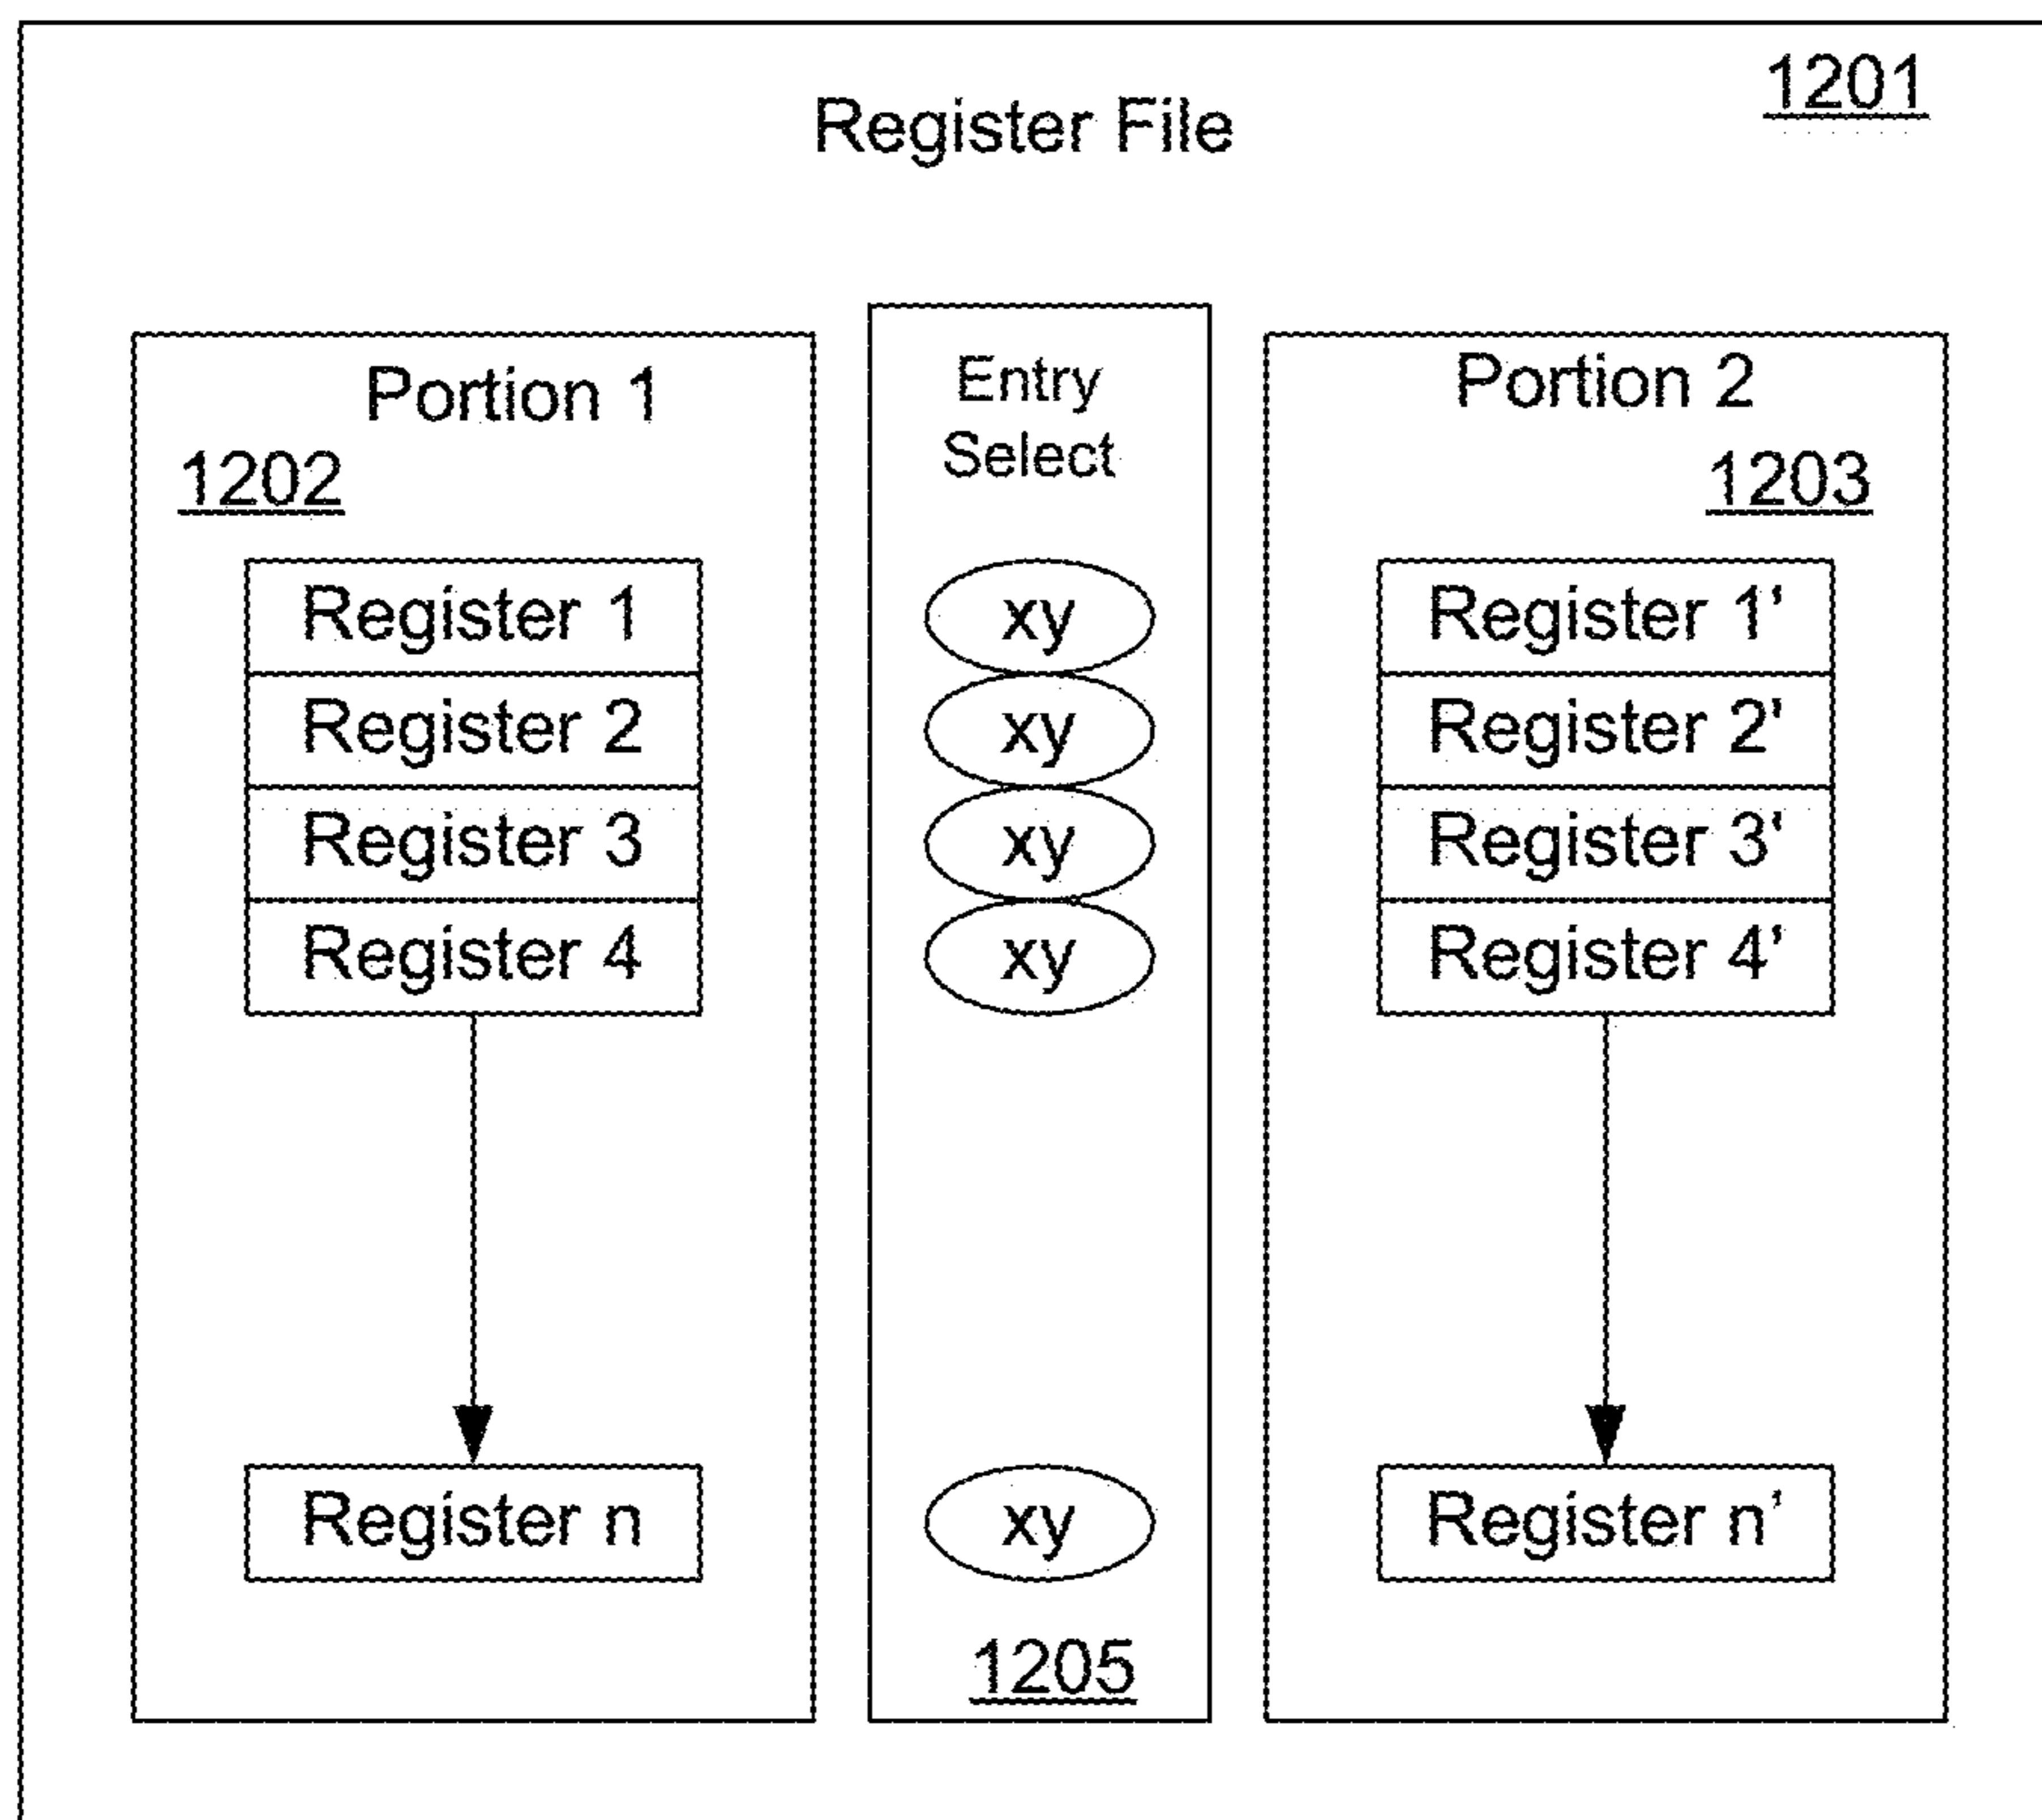 1201
Register File
Portion 1
1202
Register 1
Register 2
Register 3
Register 4
Register n
Entry
Select
xy
xy
xy
xy
xy
1205
Portion 2
1203
Register 1'
Register 2'
Register 3'
Register 4'
Register n'